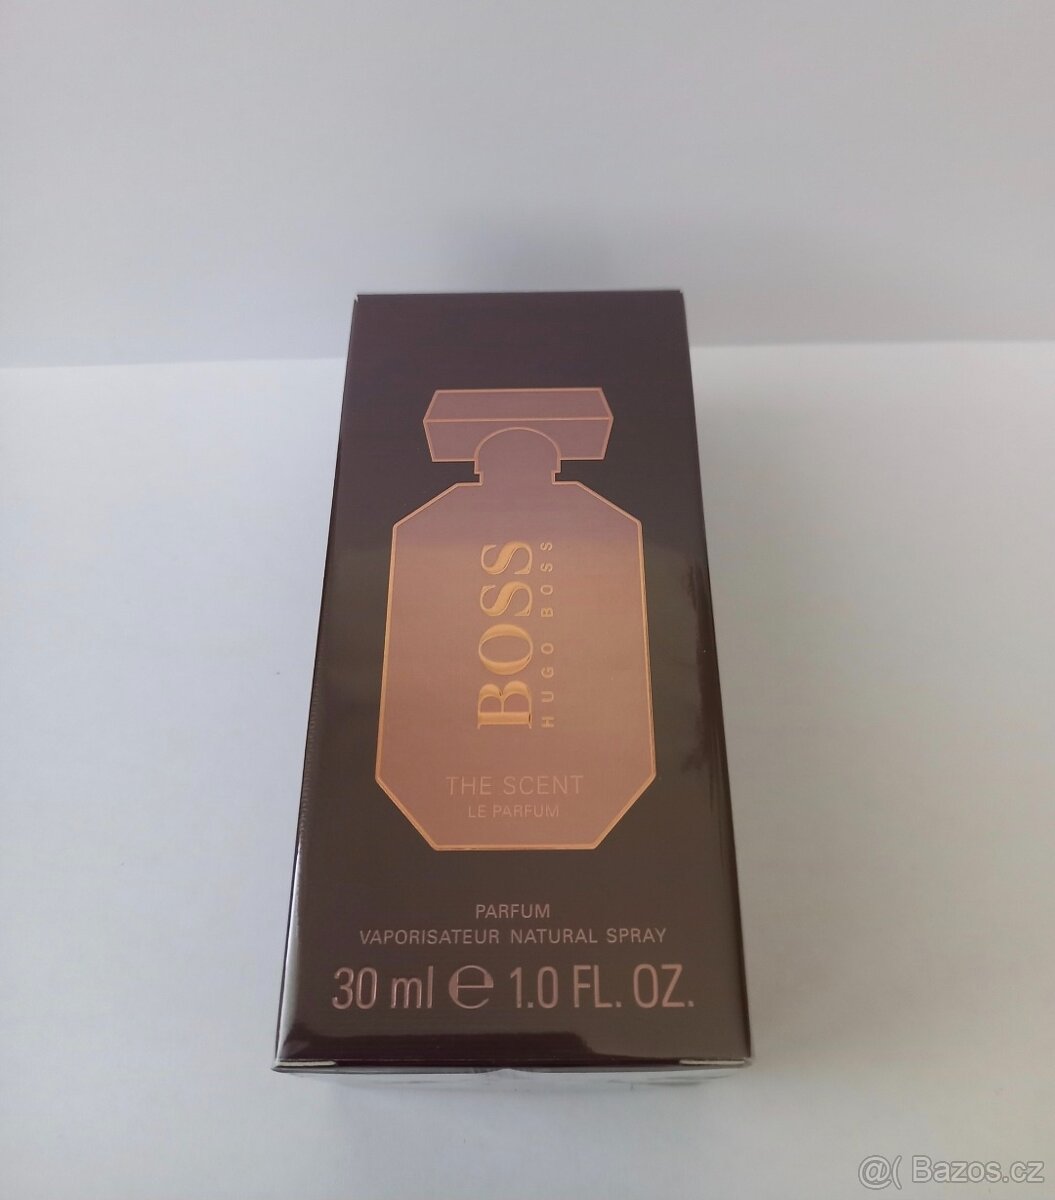 BOSS
HUGO BOSS
THE SCENT
LE PARFUM
PARFUM
VAPORISATEUR NATURAL SPRAY
30 ml ℮ 1.0 FL. OZ.
@( Bazos.cz